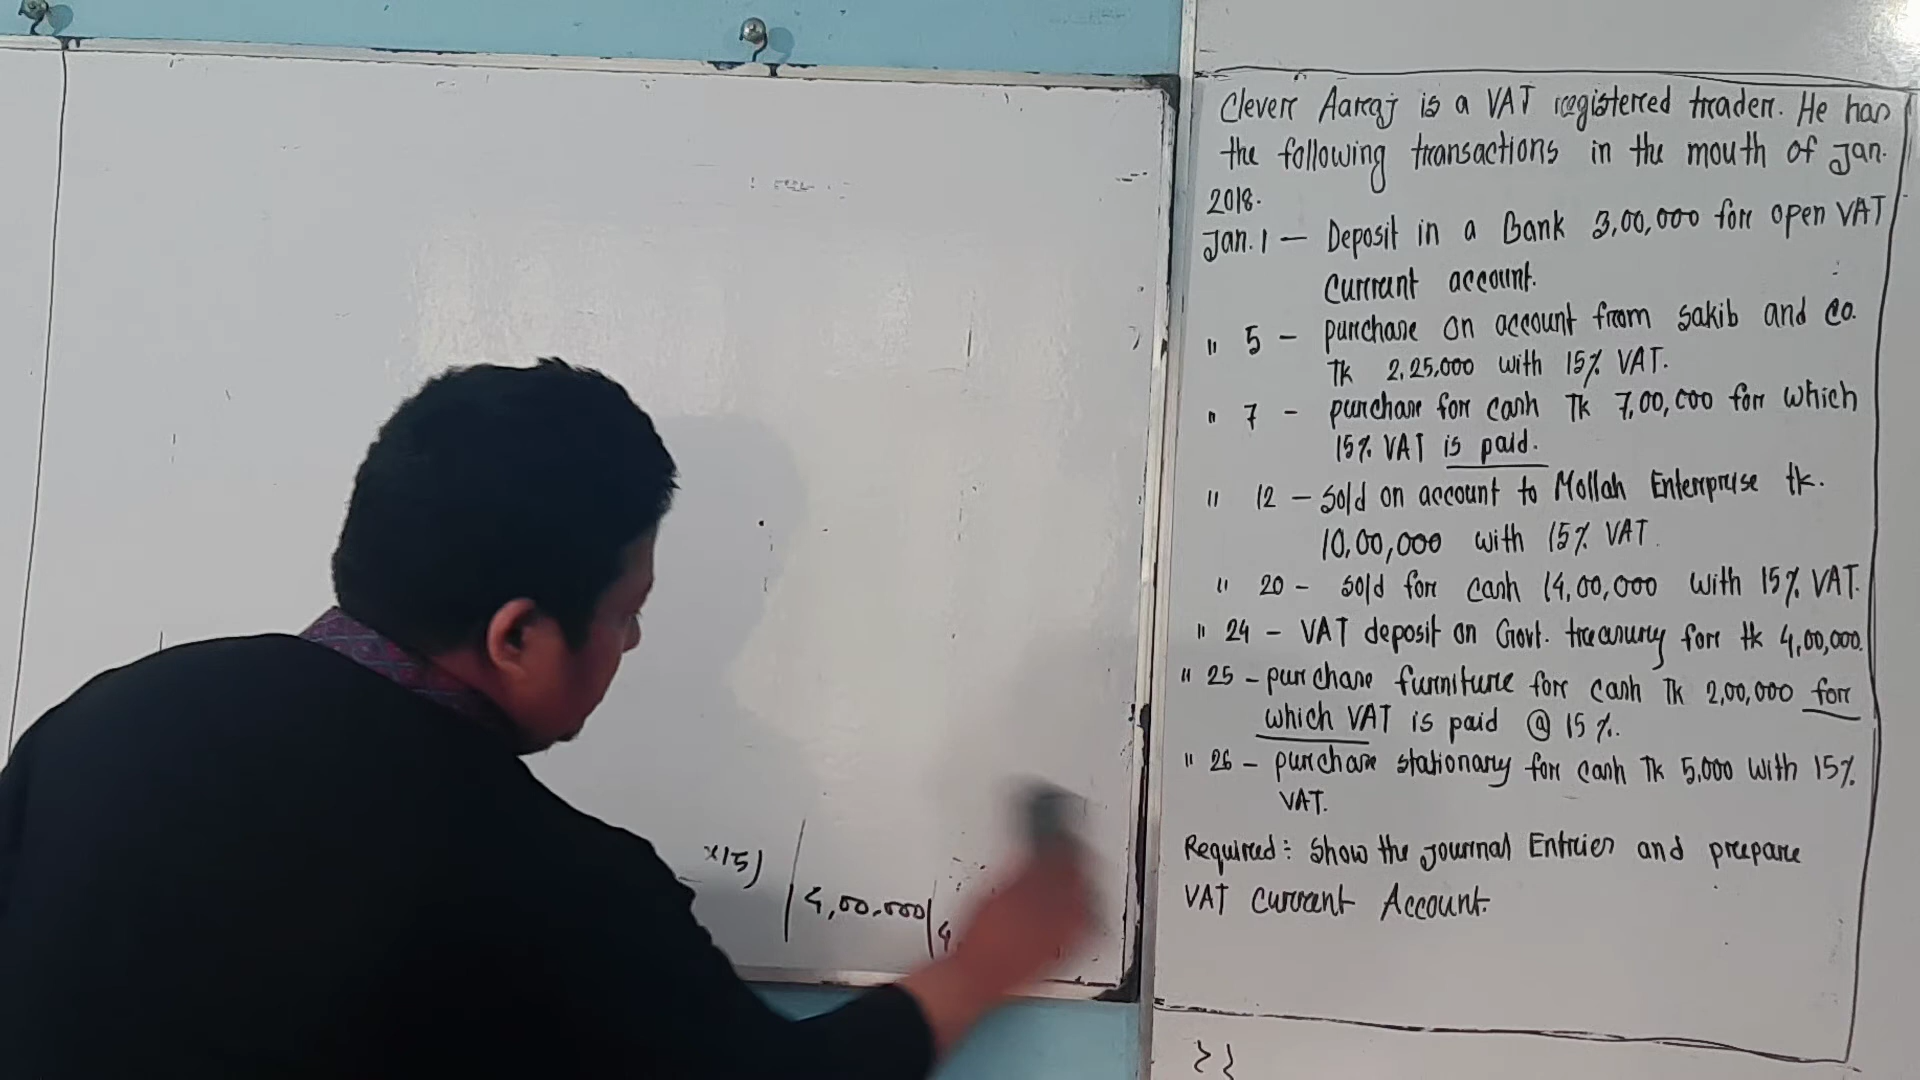 x15)
4,00,000
4
Clever Aaraj is a VAT registered trader. He has
the following transactions in the mouth of Jan.
2018.
Jan. 1 — Deposit in a Bank 3,00,000 for open VAT
Current account.
" 5 – purchase on account from Sakib and co.
Tk 2,25,000 with 15% VAT.
" 7 – purchase for cash Tk 7,00,000 for which
15% VAT is paid.
" 12 – Sold on account to Mollah Enterprise tk.
10,00,000 with 15% VAT.
" 20 – sold for cash 14,00,000 with 15% VAT.
" 24 – VAT deposit on Govt. treasury for tk 4,00,000.
" 25 – purchase furniture for cash Tk 2,00,000 for
which VAT is paid @ 15%.
" 26 – purchase stationary for cash Tk 5,000 with 15%
VAT.
Required: Show the Journal Entries and prepare
VAT Current Account.